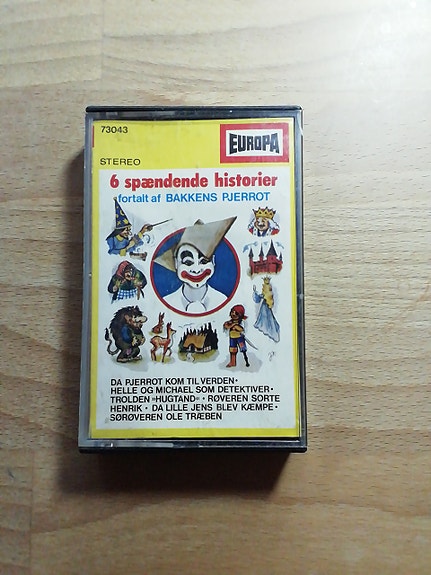 73043
EUROPA
STEREO
6 spændende historier
fortalt af BAKKENS PJERROT
DA PJERROT KOM TIL VERDEN •
HELLE OG MICHAEL SOM DETEKTIVER •
TROLDEN »HUGTAND« • RØVEREN SORTE
HENRIK • DA LILLE JENS BLEV KÆMPE •
SØRØVEREN OLE TRÆBEN